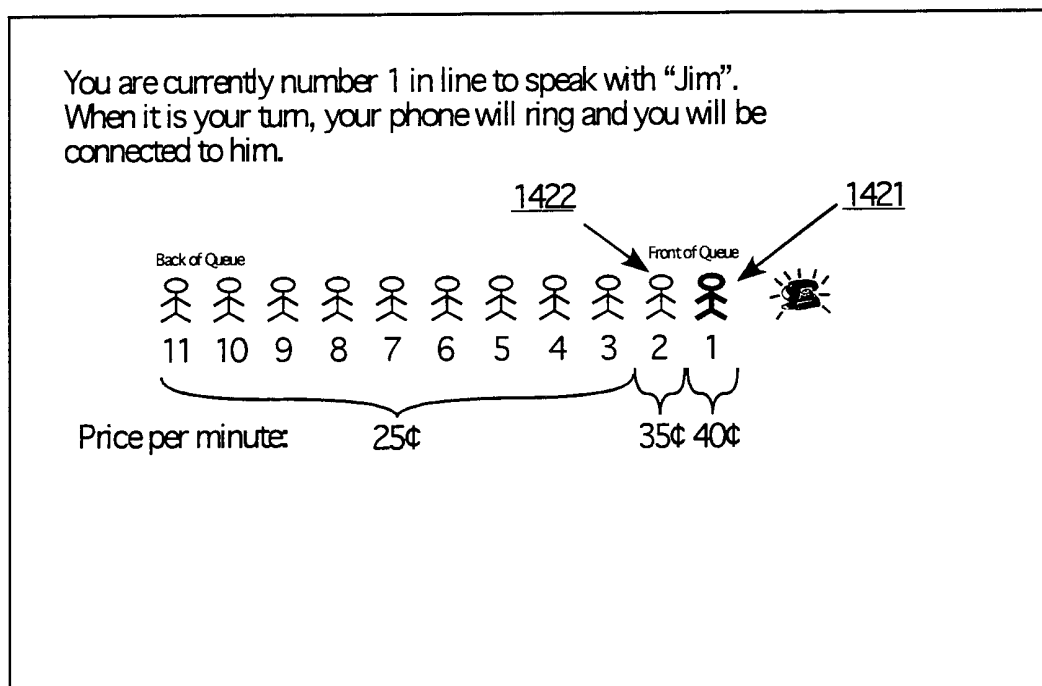 You are currently number 1 in line to speak with “Jim”.
When it is your turn, your phone will ring and you will be
connected to him.
1422 1421
Back of Queue Front of Queue
11 10 9 8 7 6 5 4 3 2 1
Price per minute: 25¢ 35¢ 40¢